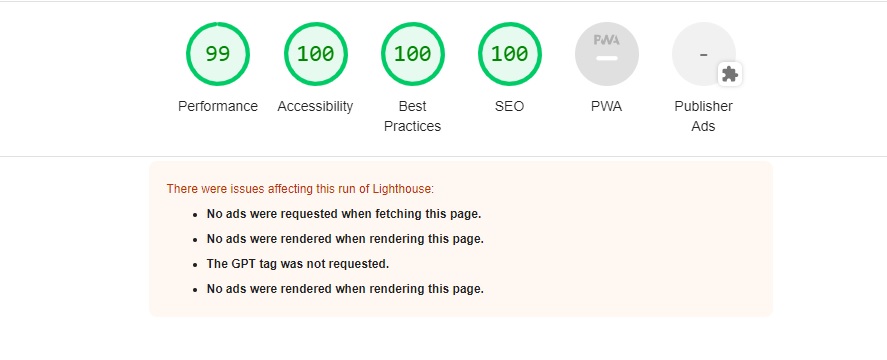 99 100 100 100 PWA -
Performance Accessibility Best Practices SEO PWA Publisher Ads
There were issues affecting this run of Lighthouse:
No ads were requested when fetching this page.
No ads were rendered when rendering this page.
The GPT tag was not requested.
No ads were rendered when rendering this page.